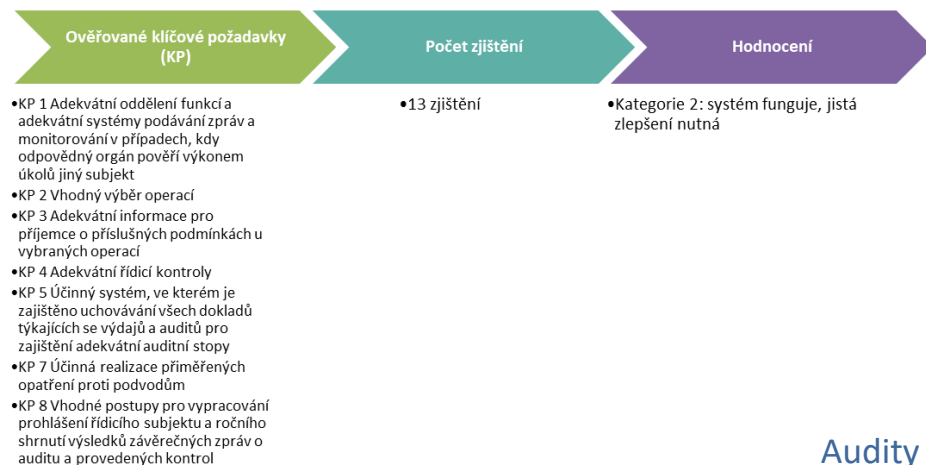 Ověřované klíčové požadavky
(KP)
Počet zjištění
Hodnocení
•KP 1 Adekvátní oddělení funkcí a
adekvátní systémy podávání zpráv a
monitorování v případech, kdy
odpovědný orgán pověří výkonem
úkolů jiný subjekt
•KP 2 Vhodný výběr operací
•KP 3 Adekvátní informace pro
příjemce o příslušných podmínkách u
vybraných operací
•KP 4 Adekvátní řídicí kontroly
•KP 5 Účinný systém, ve kterém je
zajištěno uchovávání všech dokladů
týkajících se výdajů a auditů pro
zajištění adekvátní auditní stopy
•KP 7 Účinná realizace přiměřených
opatření proti podvodům
•KP 8 Vhodné postupy pro vypracování
prohlášení řídicího subjektu a ročního
shrnutí výsledků závěrečných zpráv o
auditu a provedených kontrol
•13 zjištění
•Kategorie 2: systém funguje, jistá
zlepšení nutná
Audity